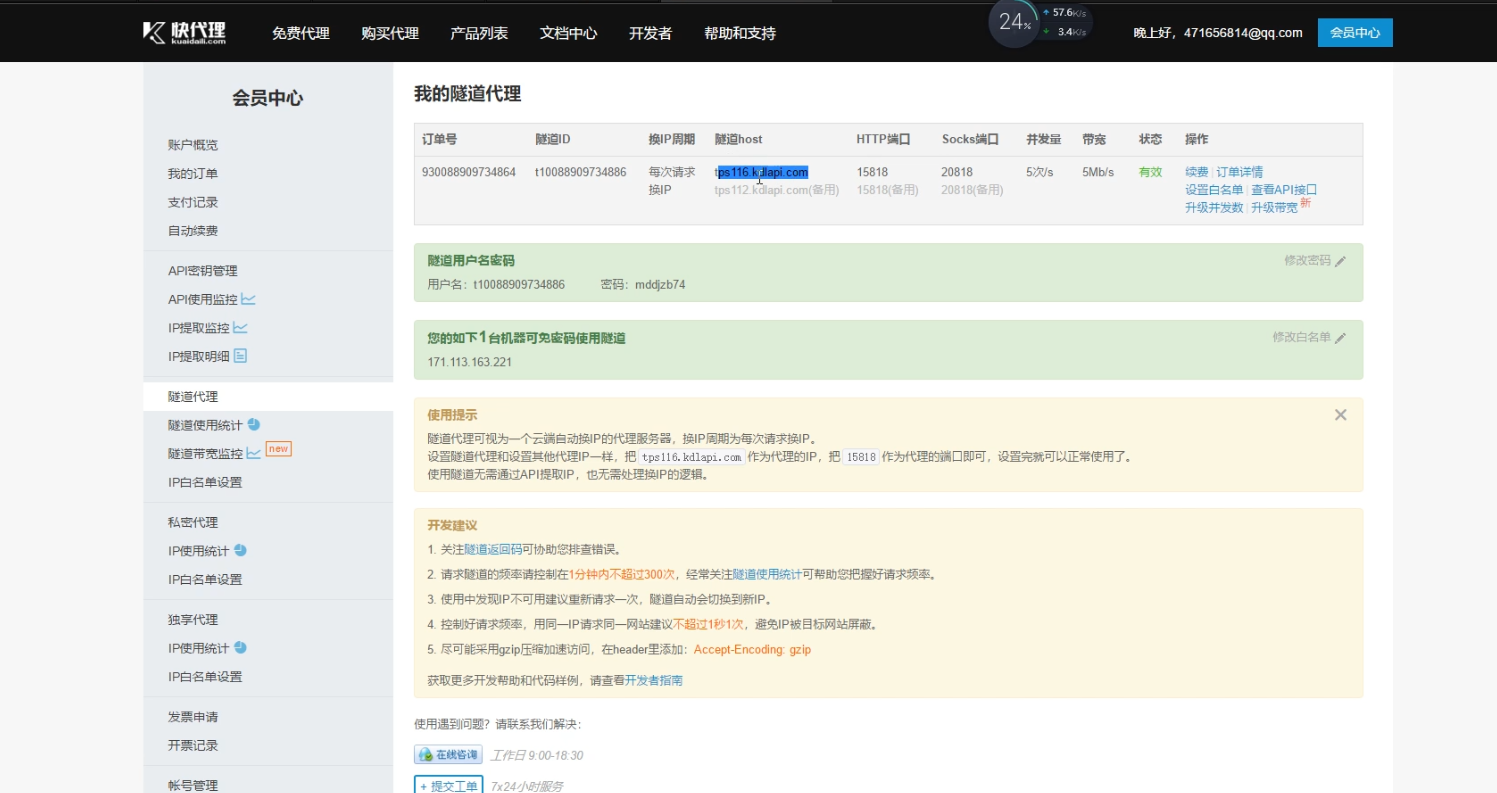 快代理
kuaidaili.com
免费代理 购买代理 产品列表 文档中心 开发者 帮助和支持
24%
57.6K/s
3.4K/s
晚上好，471656814@qq.com
会员中心
会员中心
账户概览
我的订单
支付记录
自动续费
API密钥管理
API使用监控
IP提取监控
IP提取明细
隧道代理
隧道使用统计
隧道带宽监控 new
IP白名单设置
私密代理
IP使用统计
IP白名单设置
独享代理
IP使用统计
IP白名单设置
发票申请
开票记录
帐号管理
我的隧道代理
订单号 隧道ID 换IP周期 隧道host HTTP端口 Socks端口 并发量 带宽 状态 操作
930088909734864 t10088909734886 每次请求 tps116.kdlapi.com 15818 20818 5次/s 5Mb/s 有效 续费 | 订单详情
换IP tps112.kdlapi.com(备用) 15818(备用) 20818(备用) 设置白名单 | 查看API接口
升级并发数 | 升级带宽 新
隧道用户名密码 修改密码
用户名：t10088909734886 密码：mddjzb74
您的如下1台机器可免密码使用隧道 修改白名单
171.113.163.221
使用提示
隧道代理可视为一个云端自动换IP的代理服务器，换IP周期为每次请求换IP。
设置隧道代理和设置其他代理IP一样，把 tps116.kdlapi.com 作为代理的IP，把 15818 作为代理的端口即可，设置完就可以正常使用了。
使用隧道无需通过API提取IP，也无需处理换IP的逻辑。
开发建议
1. 关注隧道返回码可协助您排查错误。
2. 请求隧道的频率请控制在1分钟内不超过300次，经常关注隧道使用统计可帮助您把握好请求频率。
3. 使用中发现IP不可用建议重新请求一次，隧道自动会切换到新IP。
4. 控制好请求频率，用同一IP请求同一网站建议不超过1秒1次，避免IP被目标网站屏蔽。
5. 尽可能采用gzip压缩加速访问，在header里添加：Accept-Encoding: gzip
获取更多开发帮助和代码样例，请查看开发者指南
使用遇到问题？请联系我们解决：
在线咨询 工作日 9:00-18:30
+ 提交工单 7x24小时服务